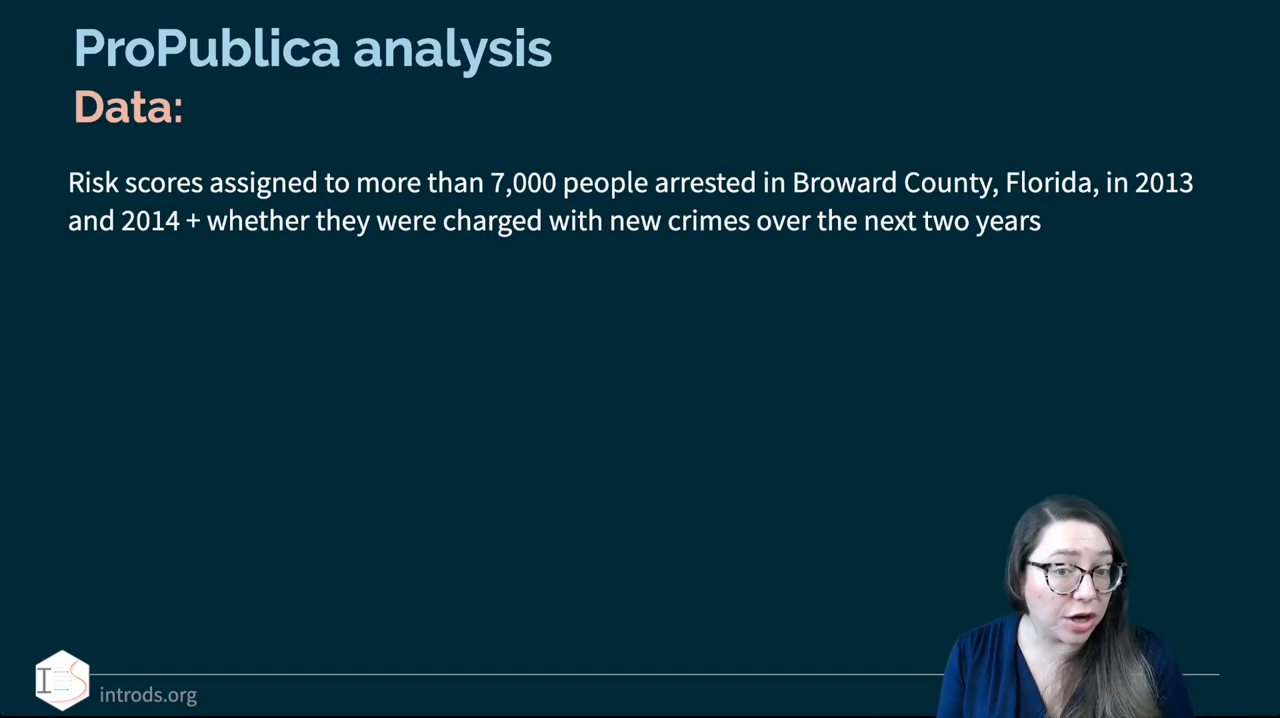 ProPublica analysis
Data:
Risk scores assigned to more than 7,000 people arrested in Broward County, Florida, in 2013
and 2014 + whether they were charged with new crimes over the next two years
IDS
introds.org